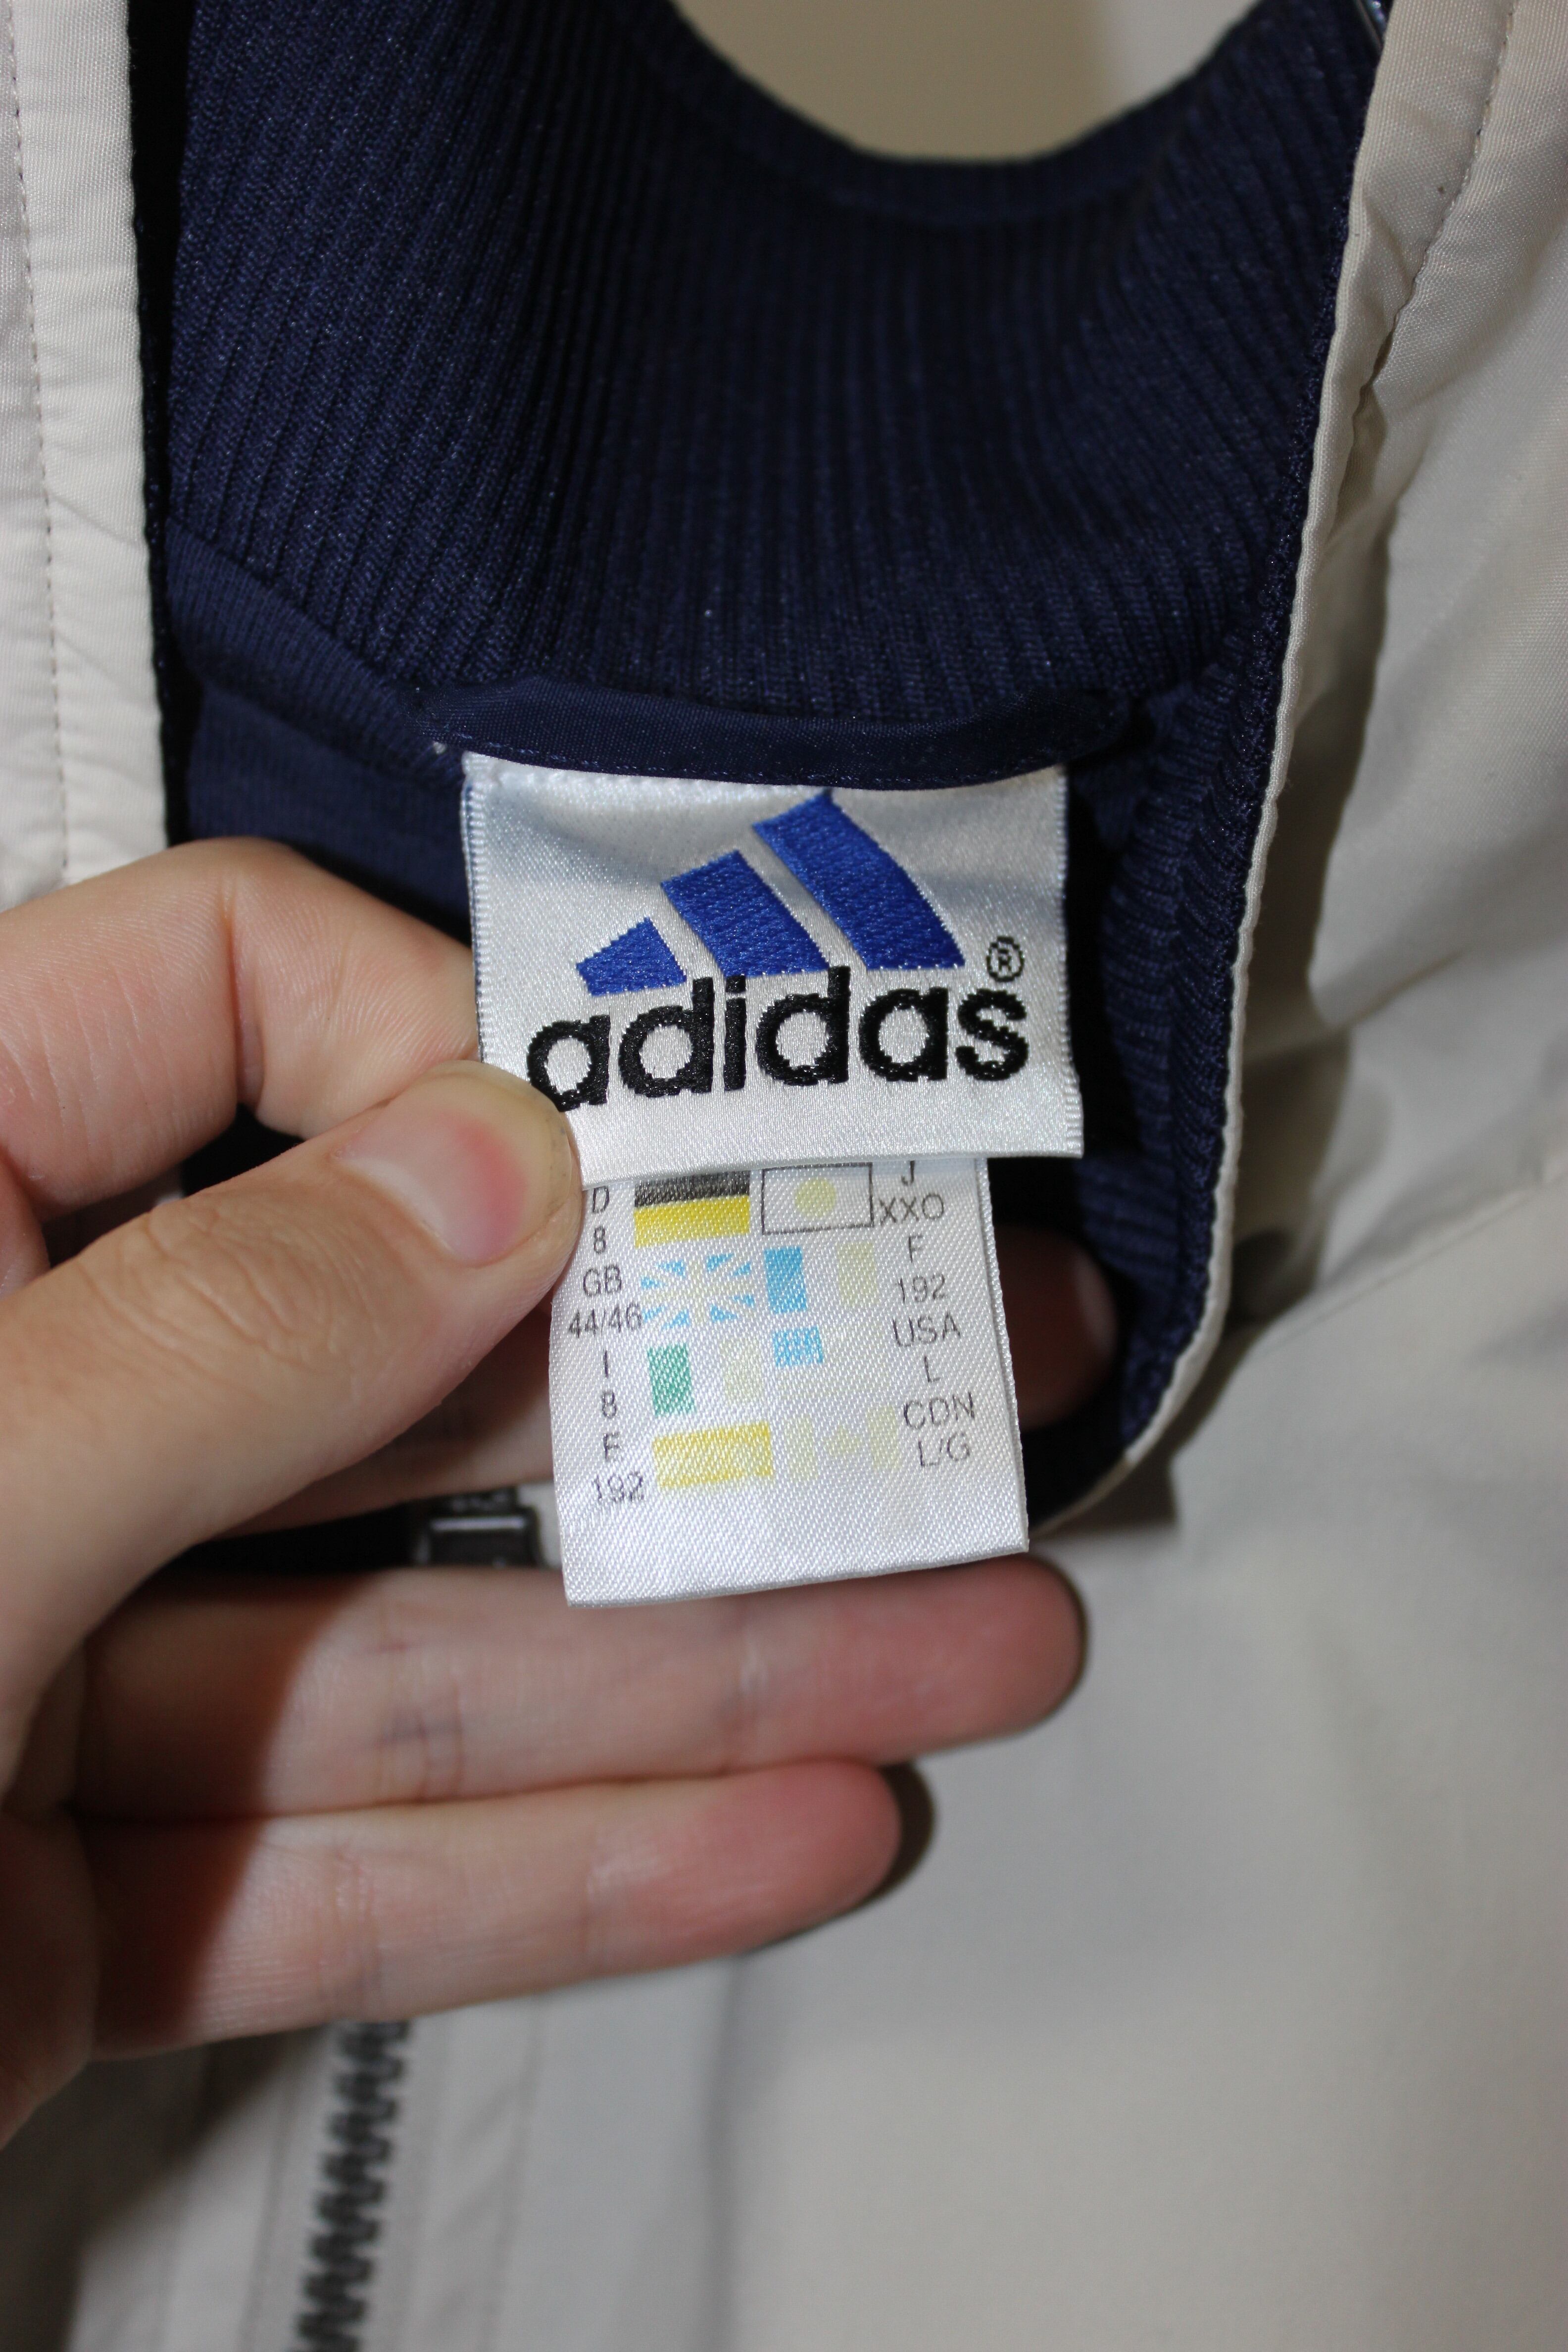 adidas®
D
8
GB
44/46
I
8
E
192
J
XXO
F
192
USA
L
CDN
L/G